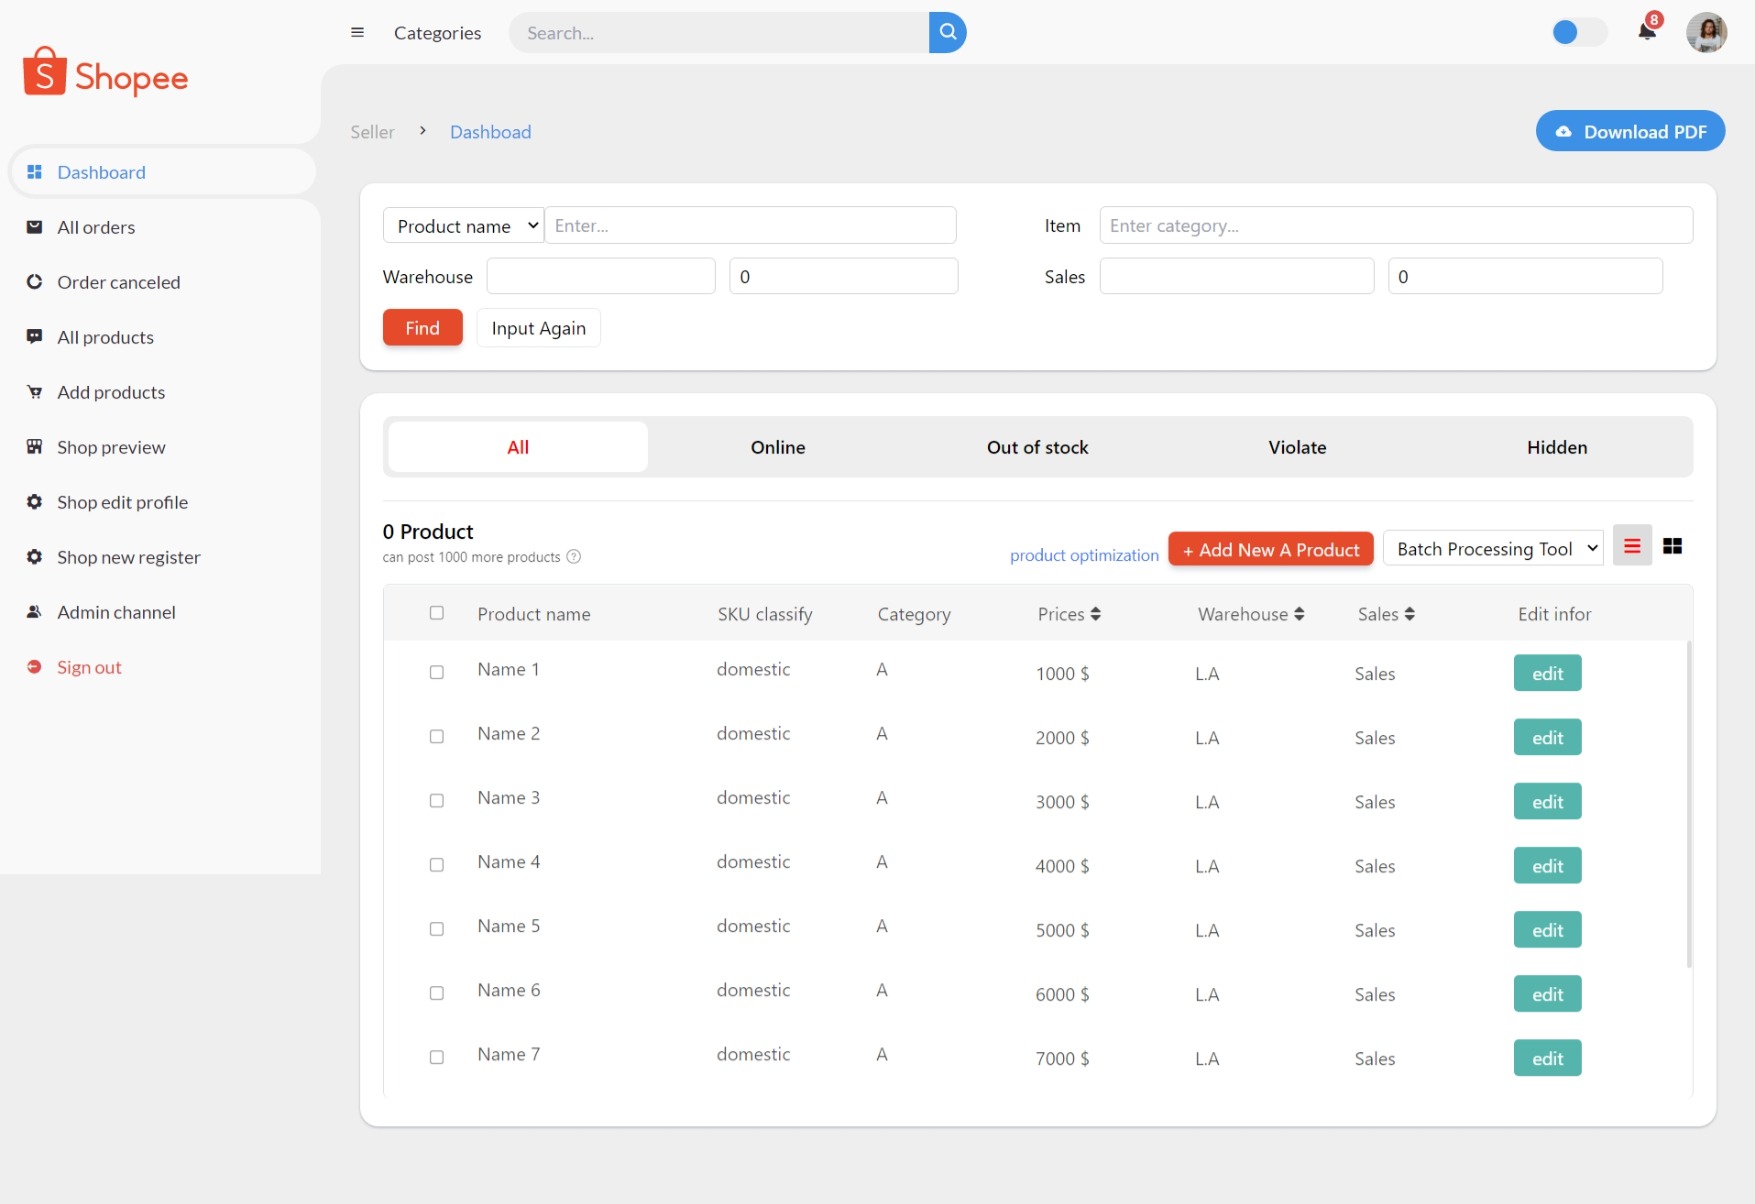 Categories
Search...
8
S Shopee
Seller > Dashboad
Download PDF
Dashboard
All orders
Order canceled
All products
Add products
Shop preview
Shop edit profile
Shop new register
Admin channel
Sign out
Product name Enter...
Item Enter category...
Warehouse 0
Sales 0
Find Input Again
All Online Out of stock Violate Hidden
0 Product
can post 1000 more products ?
product optimization + Add New A Product Batch Processing Tool
Product name SKU classify Category Prices Warehouse Sales Edit infor
Name 1 domestic A 1000 $ L.A Sales edit
Name 2 domestic A 2000 $ L.A Sales edit
Name 3 domestic A 3000 $ L.A Sales edit
Name 4 domestic A 4000 $ L.A Sales edit
Name 5 domestic A 5000 $ L.A Sales edit
Name 6 domestic A 6000 $ L.A Sales edit
Name 7 domestic A 7000 $ L.A Sales edit